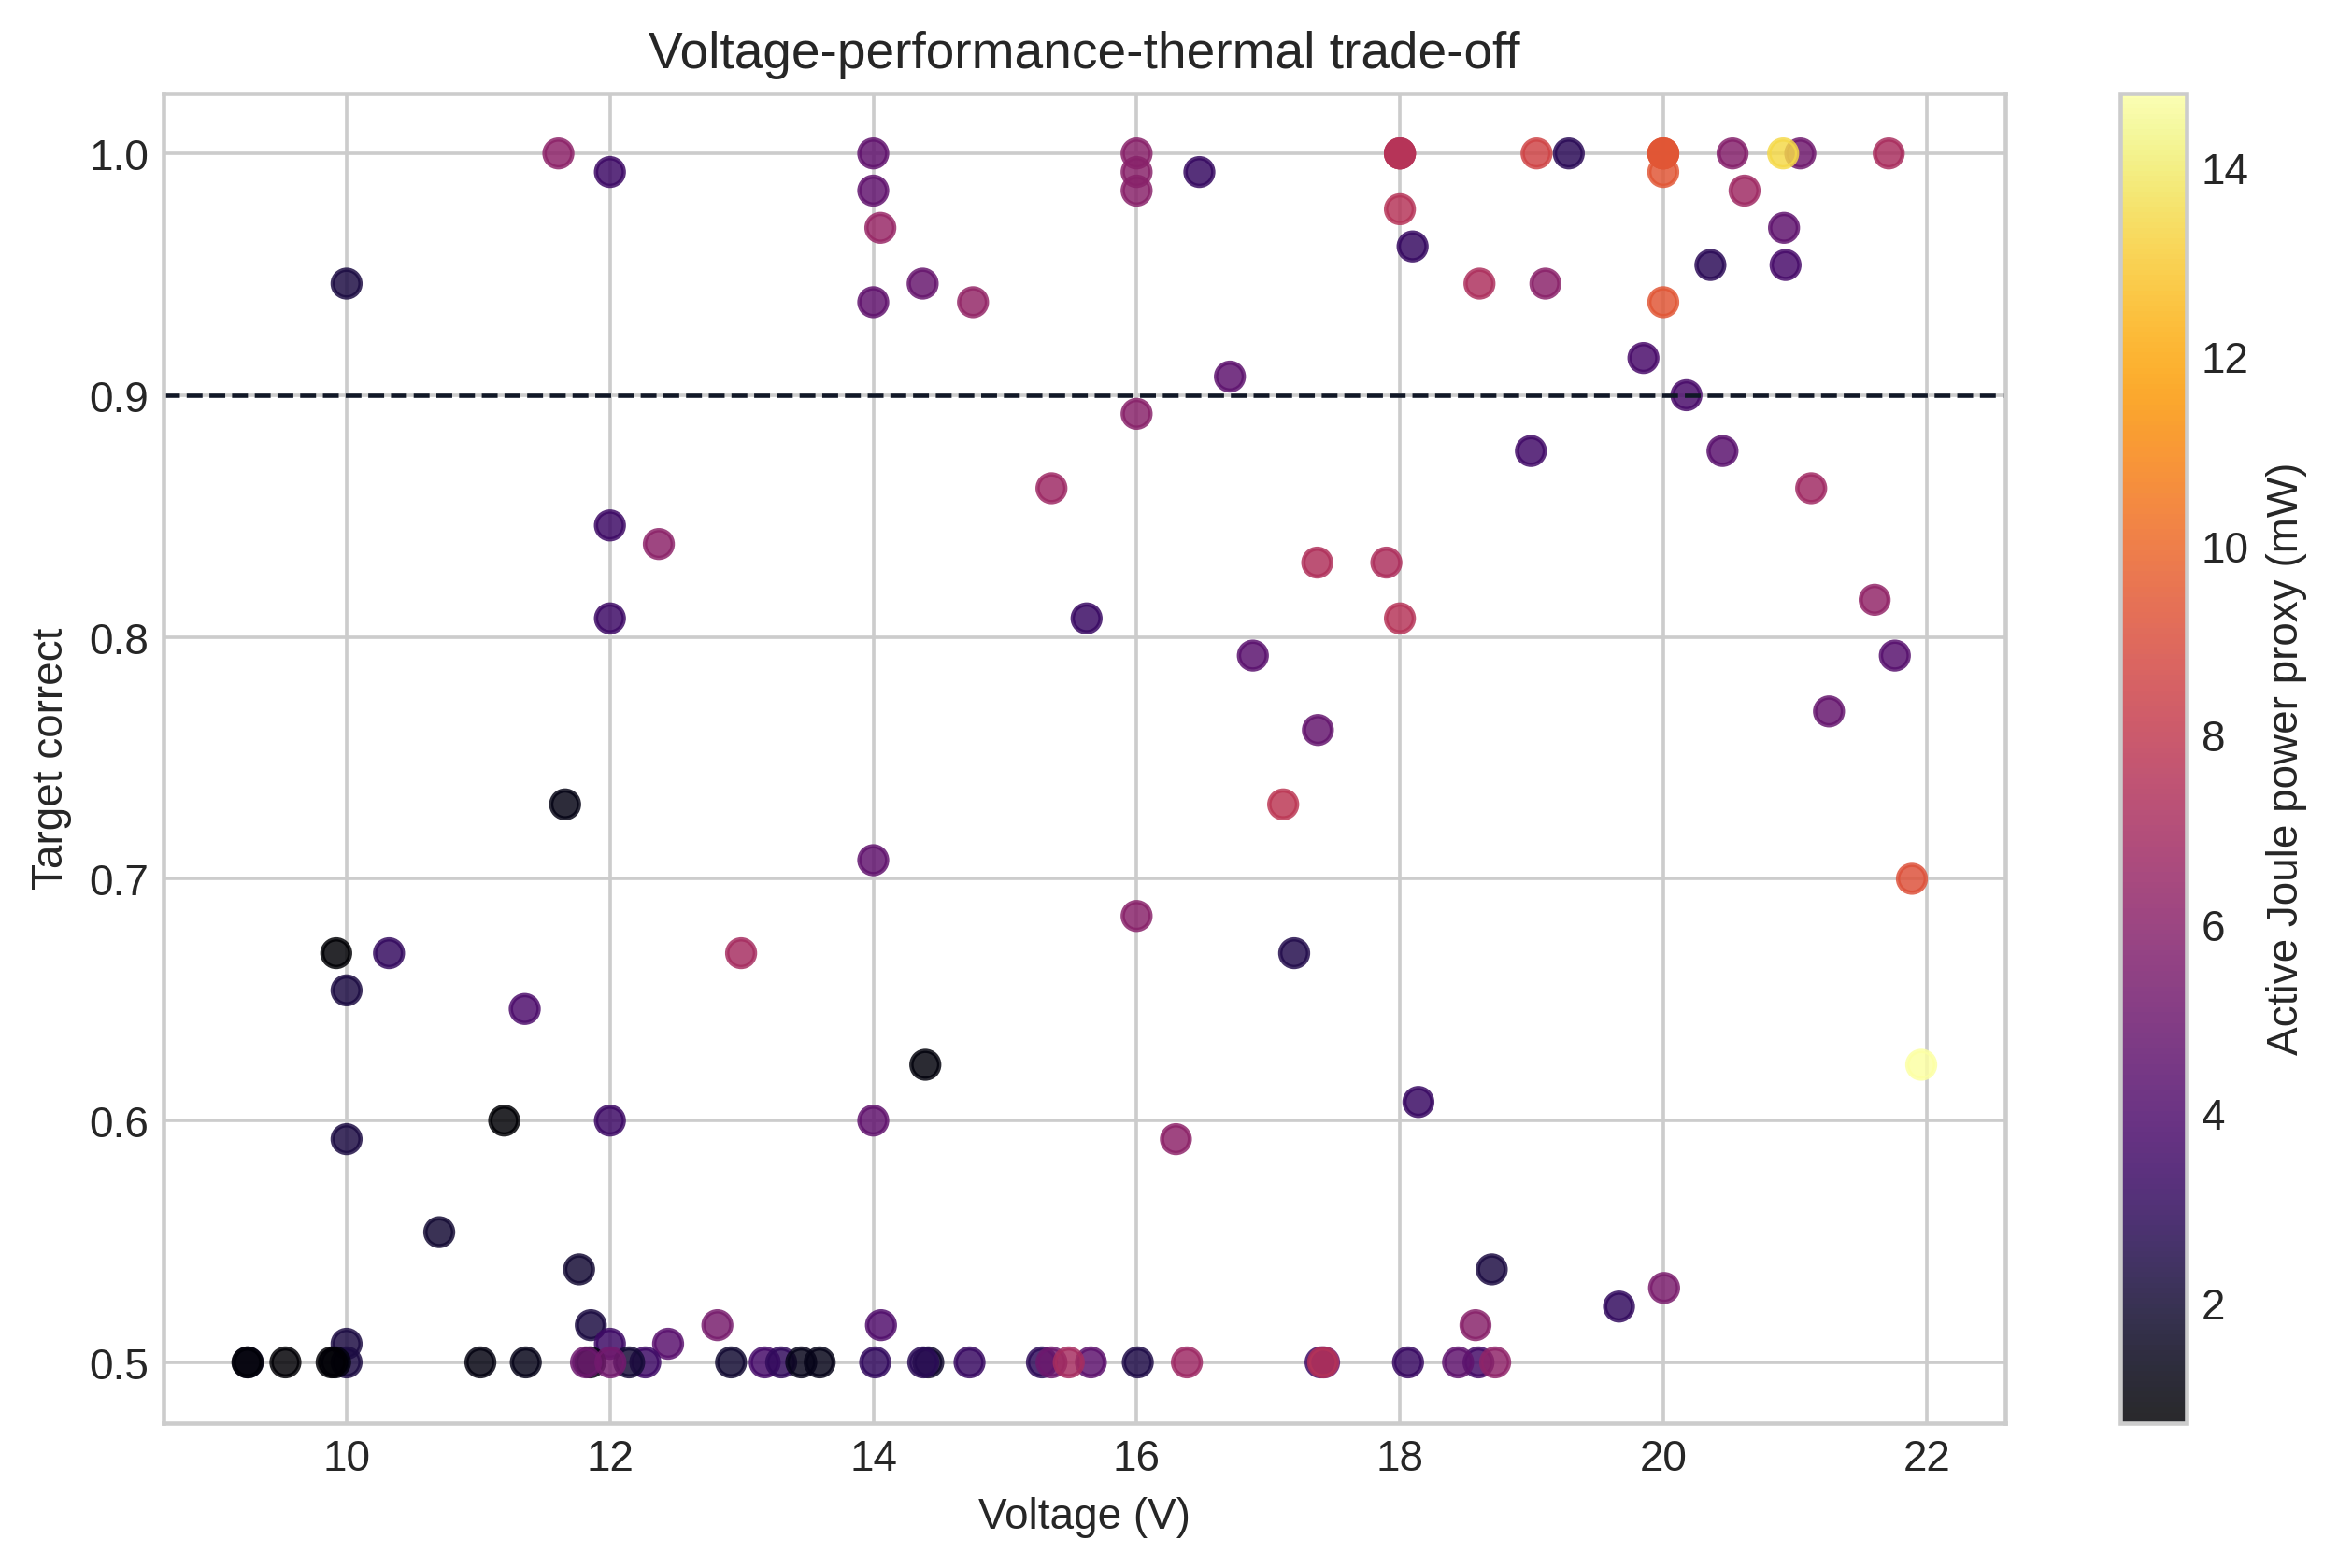 Voltage-performance-thermal trade-off
1.0
0.9
0.8
0.7
0.6
0.5
Target correct
10 12 14 16 18 20 22
Voltage (V)
14
12
10
8
6
4
2
Active Joule power proxy (mW)